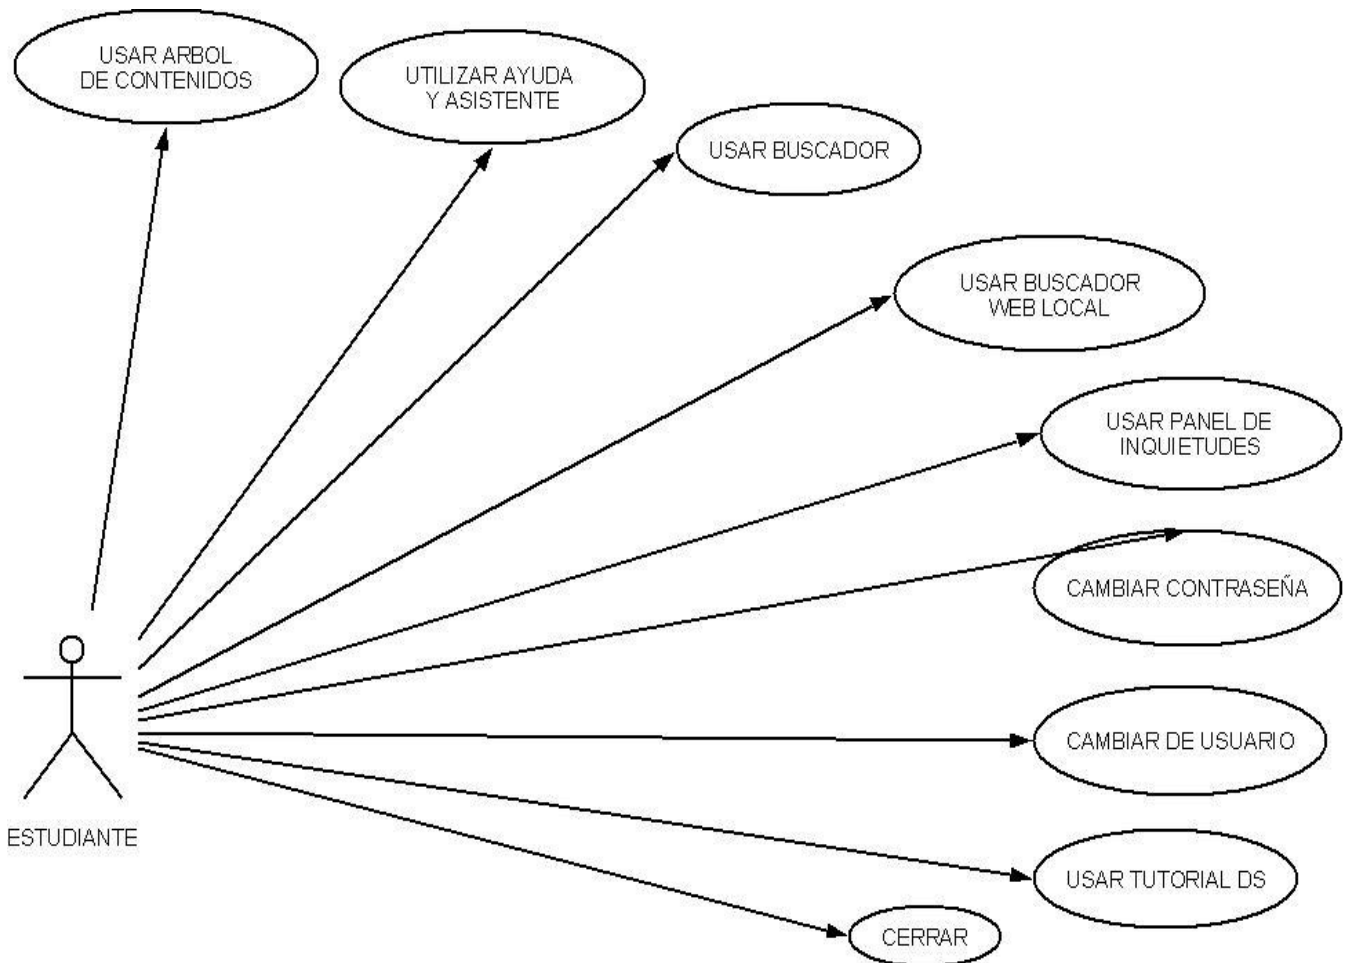 USAR ARBOL
DE CONTENIDOS
UTILIZAR AYUDA
Y ASISTENTE
USAR BUSCADOR
USAR BUSCADOR
WEB LOCAL
USAR PANEL DE
INQUIETUDES
CAMBIAR CONTRASEÑA
CAMBIAR DE USUARIO
ESTUDIANTE
USAR TUTORIAL DS
CERRAR